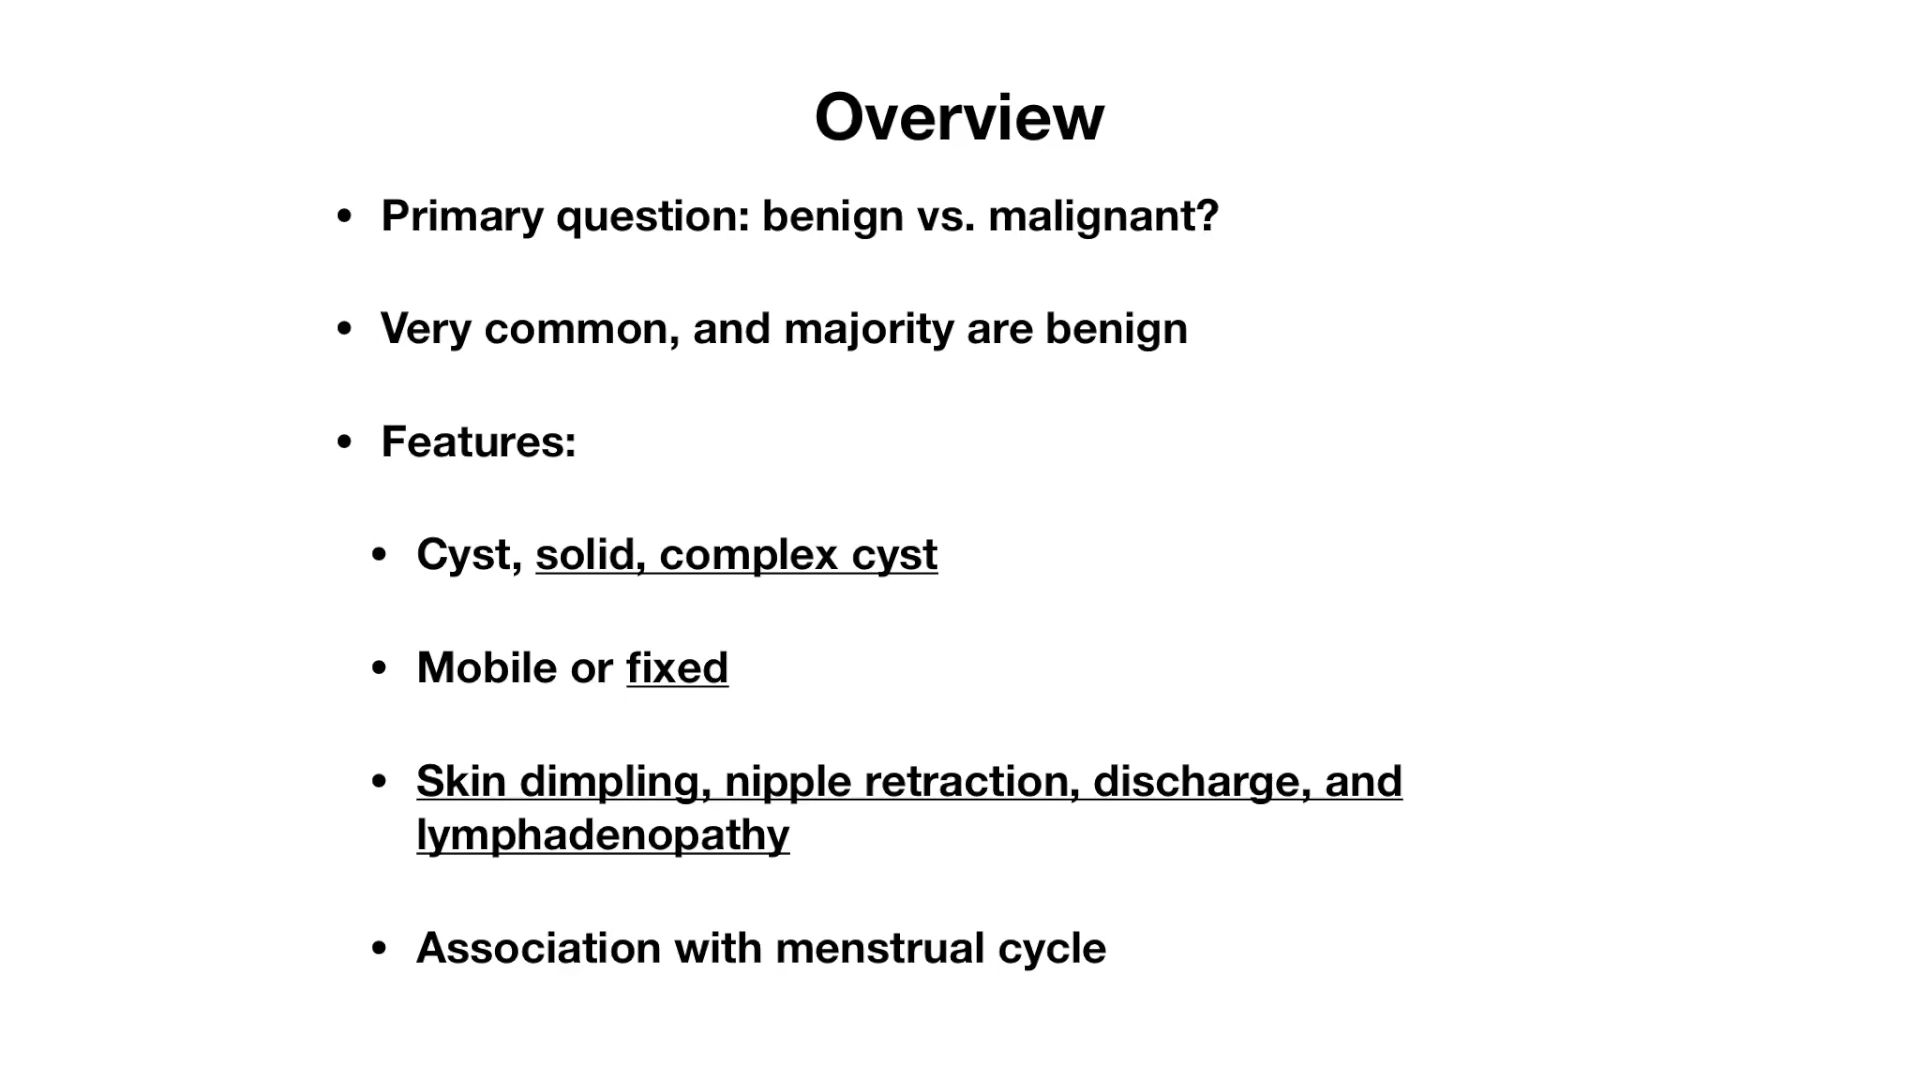 Overview
• Primary question: benign vs. malignant?
• Very common, and majority are benign
• Features:
• Cyst, solid, complex cyst
• Mobile or fixed
• Skin dimpling, nipple retraction, discharge, and
lymphadenopathy
• Association with menstrual cycle